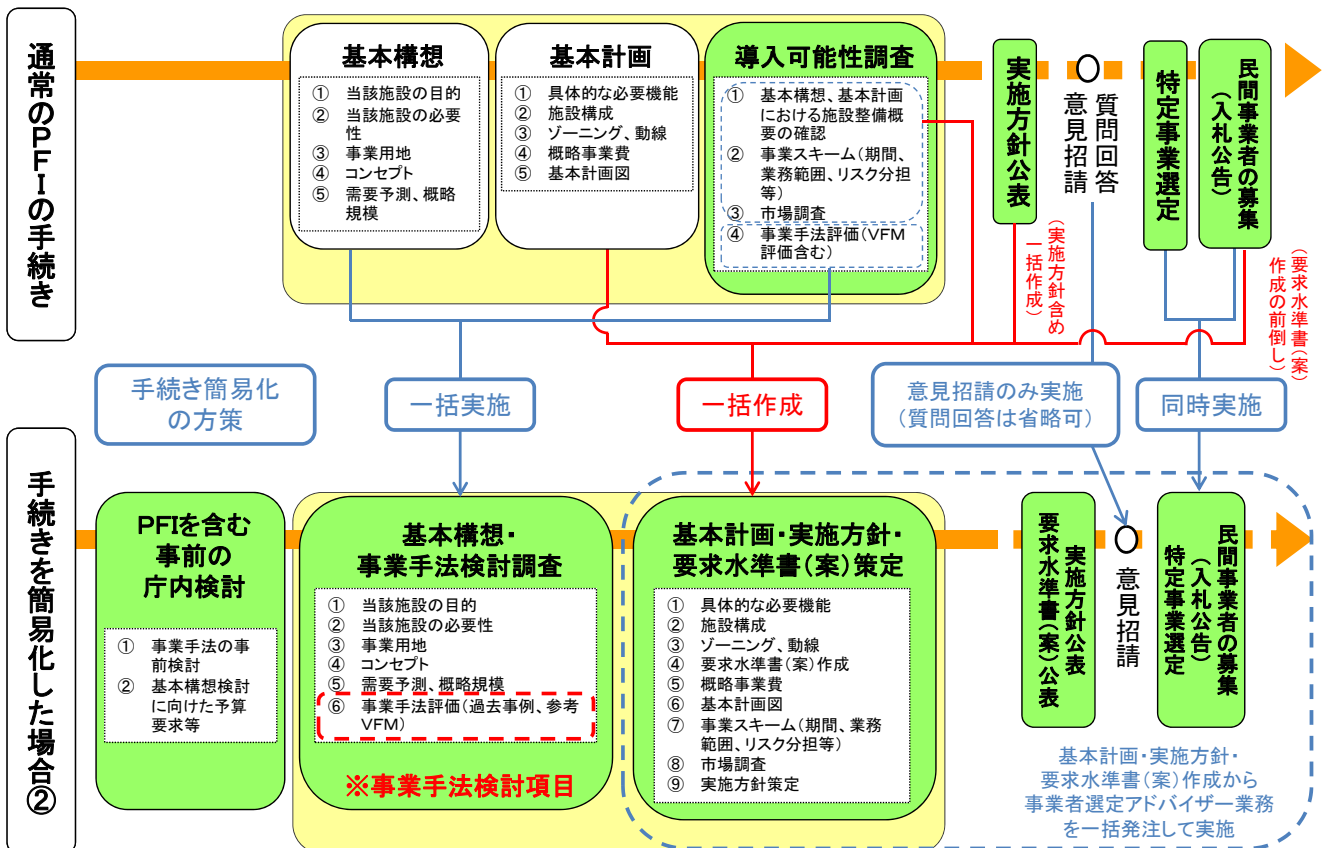 通常のPFIの手続き
基本構想
① 当該施設の目的
② 当該施設の必要
性
③ 事業用地
④ コンセプト
⑤ 需要予測、概略
規模
基本計画
① 具体的な必要機能
② 施設構成
③ ゾーニング、動線
④ 概略事業費
⑤ 基本計画図
導入可能性調査
① 基本構想、基本計画
における施設整備概
要の確認
② 事業スキーム(期間、
業務範囲、リスク分担
等)
③ 市場調査
④ 事業手法評価(VFM
評価含む)
実施方針公表
質問回答
意見招請
特定事業選定
民間事業者の募集
(入札公告)
(実施方針含め
一括作成)
(要求水準書(案)
作成の前倒し)
手続き簡易化
の方策
一括実施
一括作成
意見招請のみ実施
(質問回答は省略可)
同時実施
手続きを簡易化した場合②
PFIを含む
事前の
庁内検討
① 事業手法の事
前検討
② 基本構想検討
に向けた予算
要求等
基本構想・
事業手法検討調査
① 当該施設の目的
② 当該施設の必要性
③ 事業用地
④ コンセプト
⑤ 需要予測、概略規模
⑥ 事業手法評価(過去事例、参考
VFM)
※事業手法検討項目
基本計画・実施方針・
要求水準書(案)策定
① 具体的な必要機能
② 施設構成
③ ゾーニング、動線
④ 要求水準書(案)作成
⑤ 概略事業費
⑥ 基本計画図
⑦ 事業スキーム(期間、業務
範囲、リスク分担等)
⑧ 市場調査
⑨ 実施方針策定
実施方針公表
要求水準書(案)公表
意見招請
民間事業者の募集
(入札公告)
特定事業選定
基本計画・実施方針・
要求水準書(案)作成から
事業者選定アドバイザー業務
を一括発注して実施